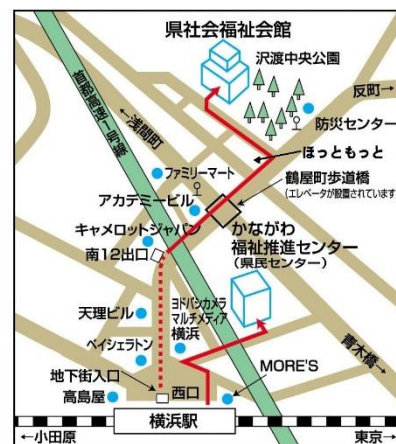 県社会福祉会館
沢渡中央公園
反町→
防災センター
首都高速1号線
←浅間町
ほっともっと
ファミリーマート
鶴屋町歩道橋
(エレベータが設置されています)
アカデミービル
キャメロットジャパン
かながわ
福祉推進センター
(県民センター)
南12出口
天理ビル
ヨドバシカメラ
マルチメディア
横浜
青木橋→
ベイシェラトン
地下街入口
MORE'S
高島屋
西口
横浜駅
←小田原
東京→